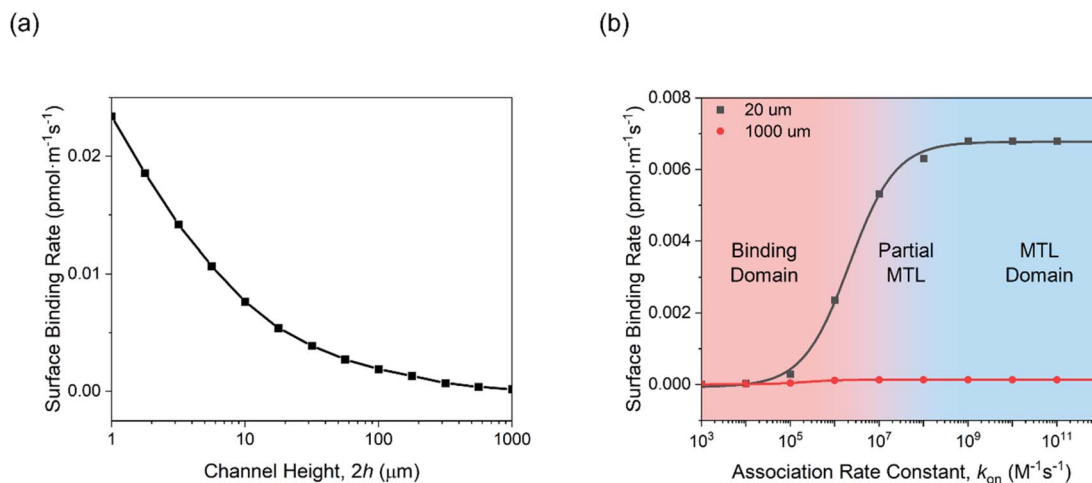 (a)
Surface Binding Rate (pmol·m⁻¹s⁻¹)
0.02
0.01
0.00
1
10
100
1000
Channel Height, 2h (μm)
(b)
Surface Binding Rate (pmol·m⁻¹s⁻¹)
0.008
0.006
0.004
0.002
0.000
20 um
1000 um
Binding
Domain
Partial
MTL
MTL
Domain
10³
10⁵
10⁷
10⁹
10¹¹
Association Rate Constant, kₒₙ (M⁻¹s⁻¹)